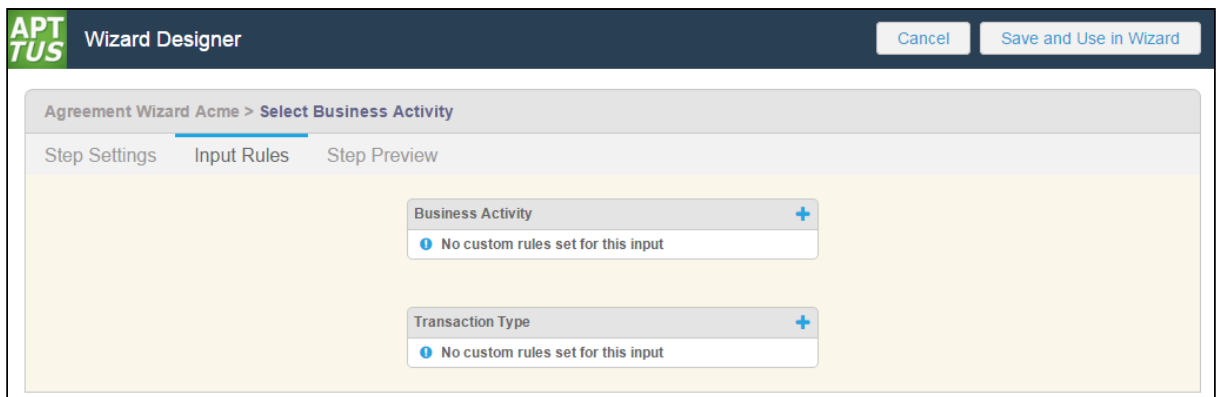 APT
TUS
Wizard Designer
Cancel
Save and Use in Wizard
Agreement Wizard Acme > Select Business Activity
Step Settings
Input Rules
Step Preview
Business Activity
No custom rules set for this input
Transaction Type
No custom rules set for this input